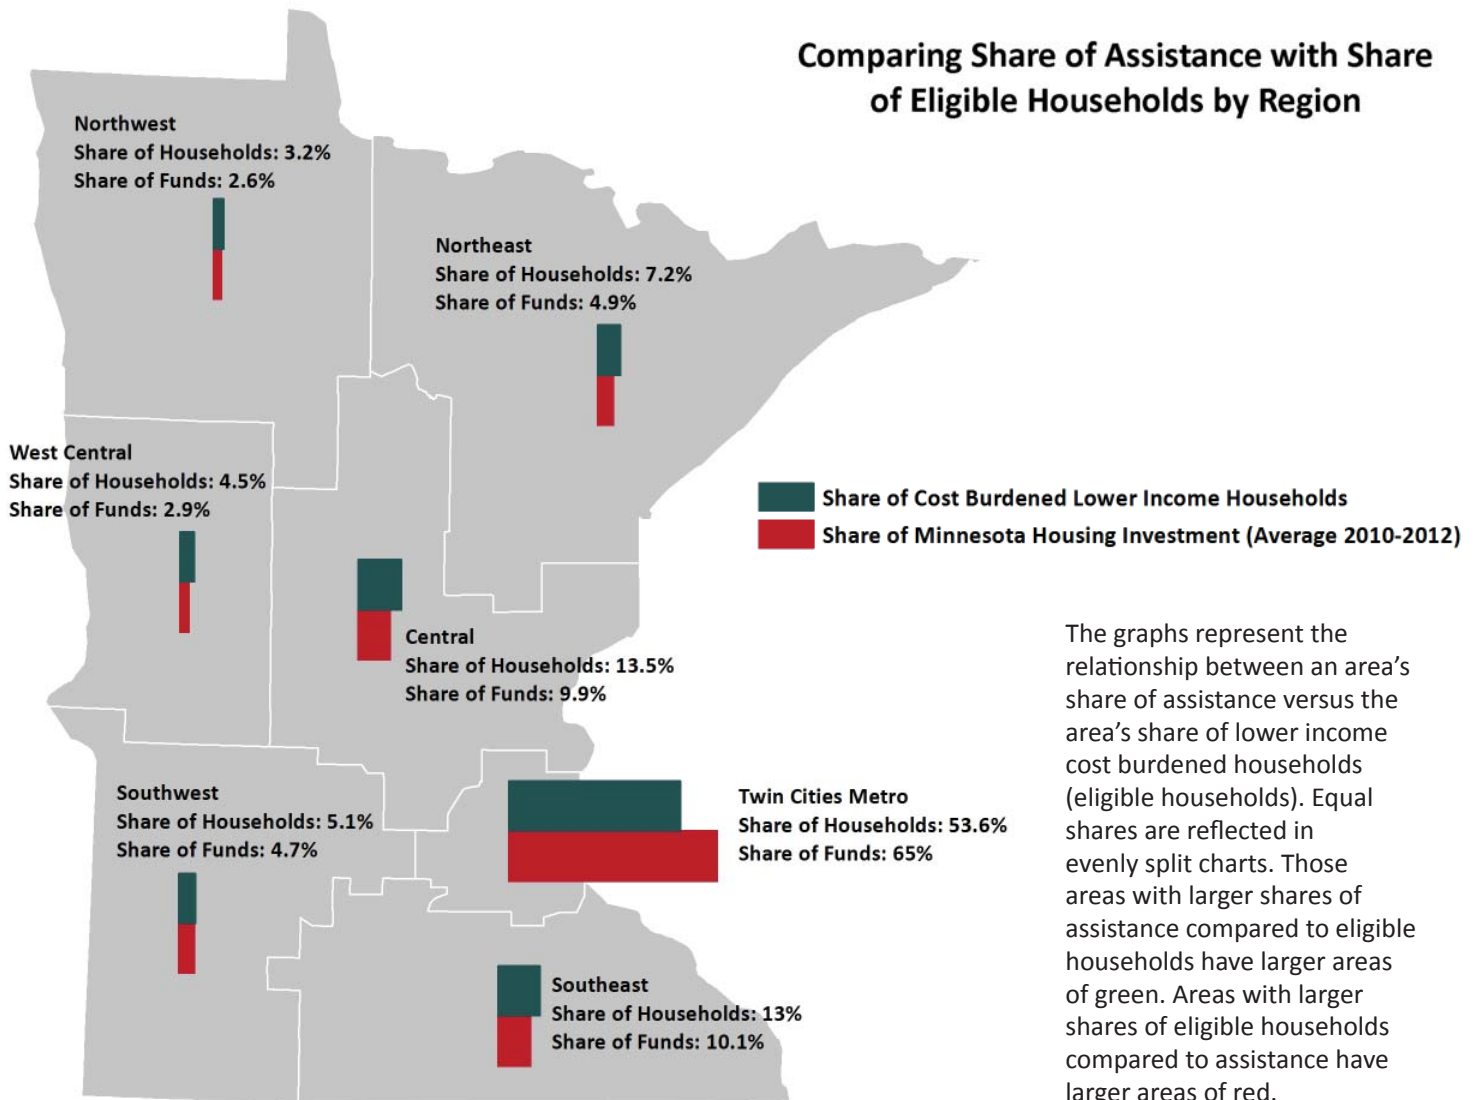 Comparing Share of Assistance with Share
of Eligible Households by Region
Northwest
Share of Households: 3.2%
Share of Funds: 2.6%
Northeast
Share of Households: 7.2%
Share of Funds: 4.9%
West Central
Share of Households: 4.5%
Share of Funds: 2.9%
Share of Cost Burdened Lower Income Households
Share of Minnesota Housing Investment (Average 2010-2012)
Central
Share of Households: 13.5%
Share of Funds: 9.9%
Southwest
Share of Households: 5.1%
Share of Funds: 4.7%
Twin Cities Metro
Share of Households: 53.6%
Share of Funds: 65%
Southeast
Share of Households: 13%
Share of Funds: 10.1%
The graphs represent the
relationship between an area’s
share of assistance versus the
area’s share of lower income
cost burdened households
(eligible households). Equal
shares are reflected in
evenly split charts. Those
areas with larger shares of
assistance compared to eligible
households have larger areas
of green. Areas with larger
shares of eligible households
compared to assistance have
larger areas of red.